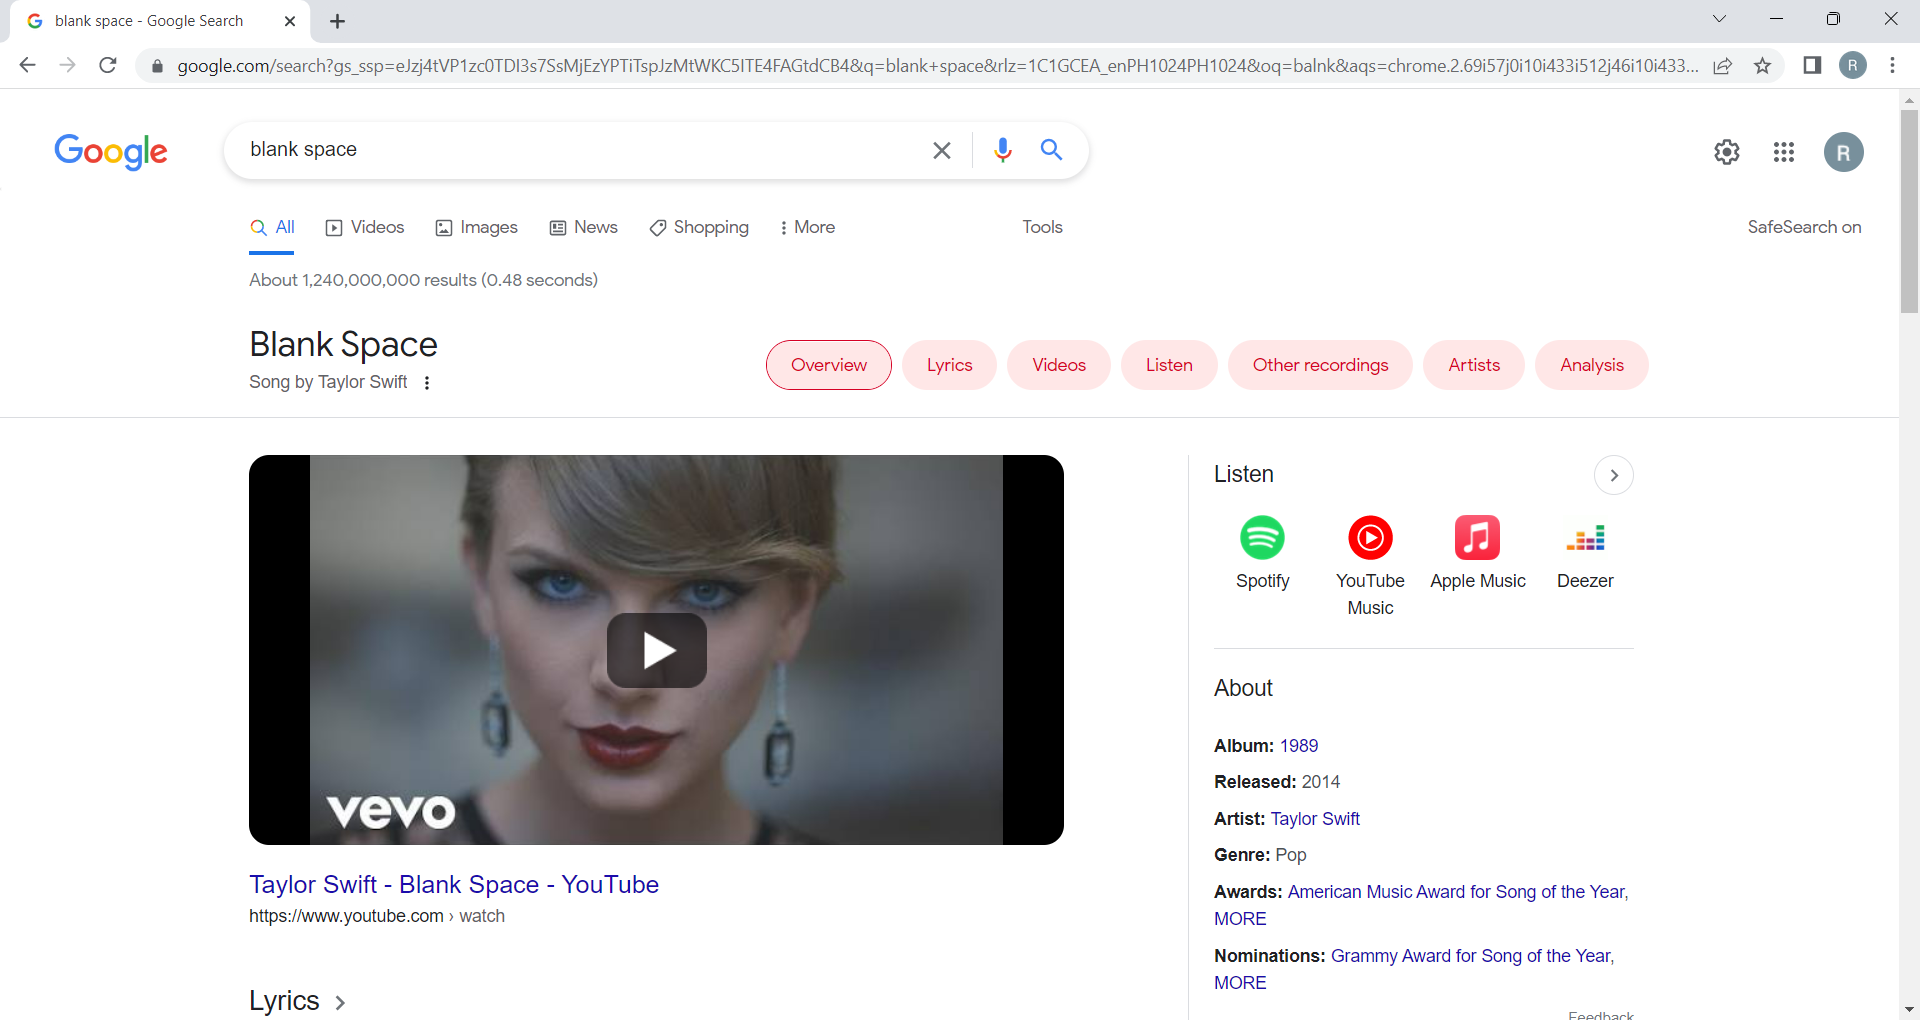 blank space - Google Search
google.com/search?gs_ssp=eJzj4tVP1zc0TDI3s7SsMjEzYPTiTspJzMtWKC5ITE4FAGtdCB4&q=blank+space&rlz=1C1GCEA_enPH1024PH1024&oq=balnk&aqs=chrome.2.69i57j0i10i433i512j46i10i433...
R
Google
blank space
R
All
Videos
Images
News
Shopping
More
Tools
SafeSearch on
About 1,240,000,000 results (0.48 seconds)
Blank Space
Song by Taylor Swift
Overview
Lyrics
Videos
Listen
Other recordings
Artists
Analysis
vevo
Taylor Swift - Blank Space - YouTube
https://www.youtube.com › watch
Lyrics
Listen
Spotify
YouTube
Music
Apple Music
Deezer
About
Album: 1989
Released: 2014
Artist: Taylor Swift
Genre: Pop
Awards: American Music Award for Song of the Year,
MORE
Nominations: Grammy Award for Song of the Year,
MORE
Feedback